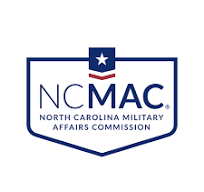 NCMAC®
NORTH CAROLINA MILITARY
AFFAIRS COMMISSION